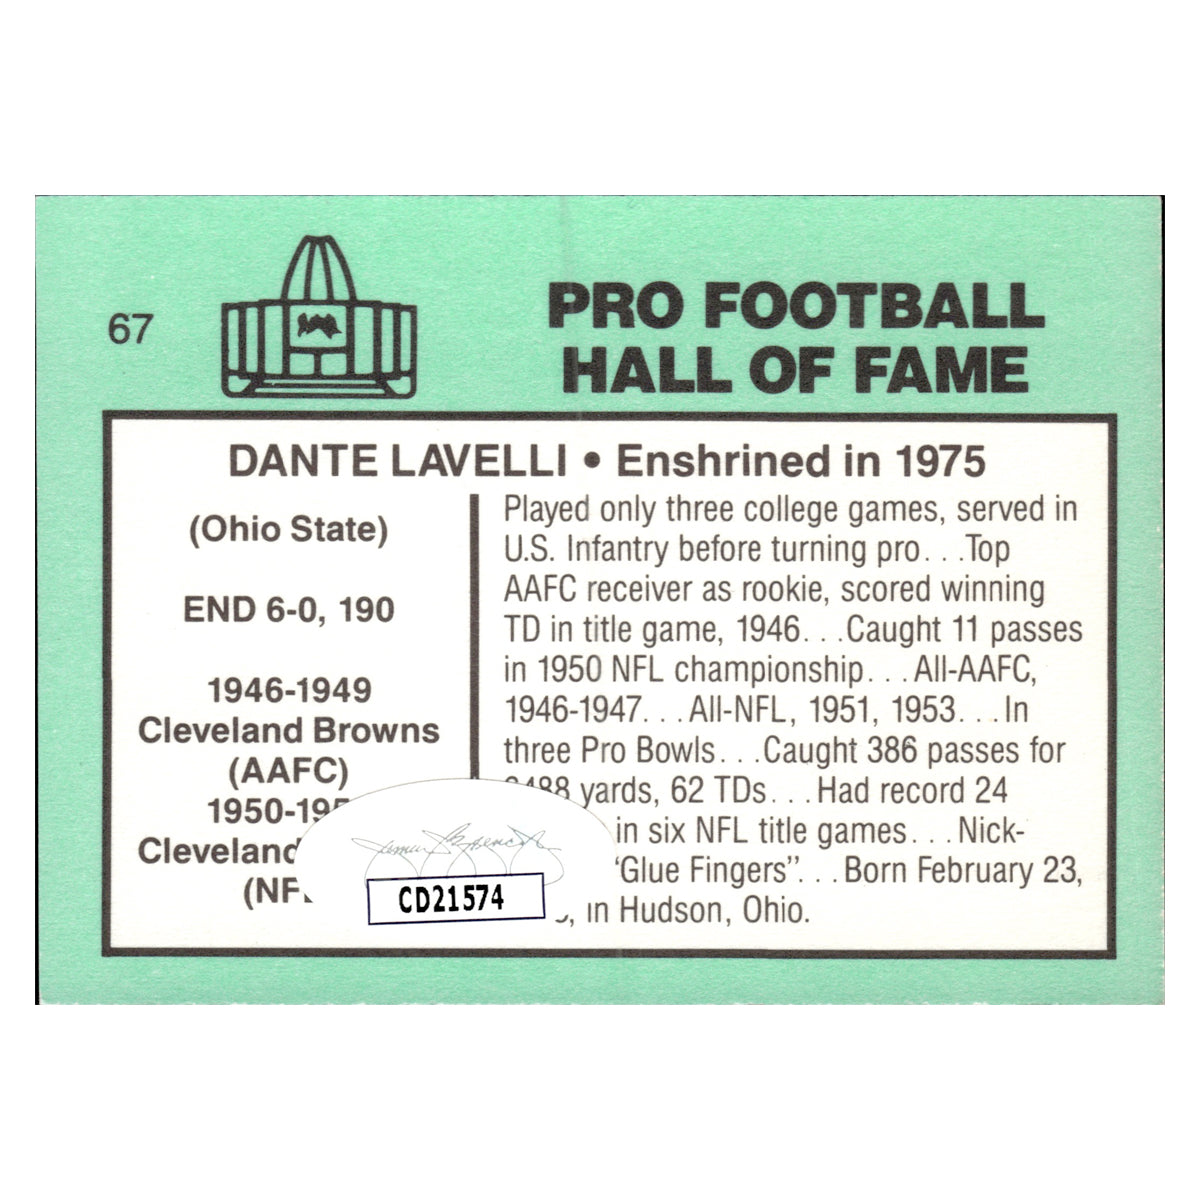 67
PRO FOOTBALL
HALL OF FAME
DANTE LAVELLI • Enshrined in 1975
(Ohio State)
END 6-0, 190
1946-1949
Cleveland Browns
(AAFC)
1950-195
Cleveland
(NF
Played only three college games, served in
U.S. Infantry before turning pro. . .Top
AAFC receiver as rookie, scored winning
TD in title game, 1946. . .Caught 11 passes
in 1950 NFL championship. . .All-AAFC,
1946-1947. . .All-NFL, 1951, 1953. . .In
three Pro Bowls. . .Caught 386 passes for
yards, 62 TDs. . .Had record 24
in six NFL title games. . .Nick-
"Glue Fingers". . .Born February 23,
in Hudson, Ohio.
CD21574